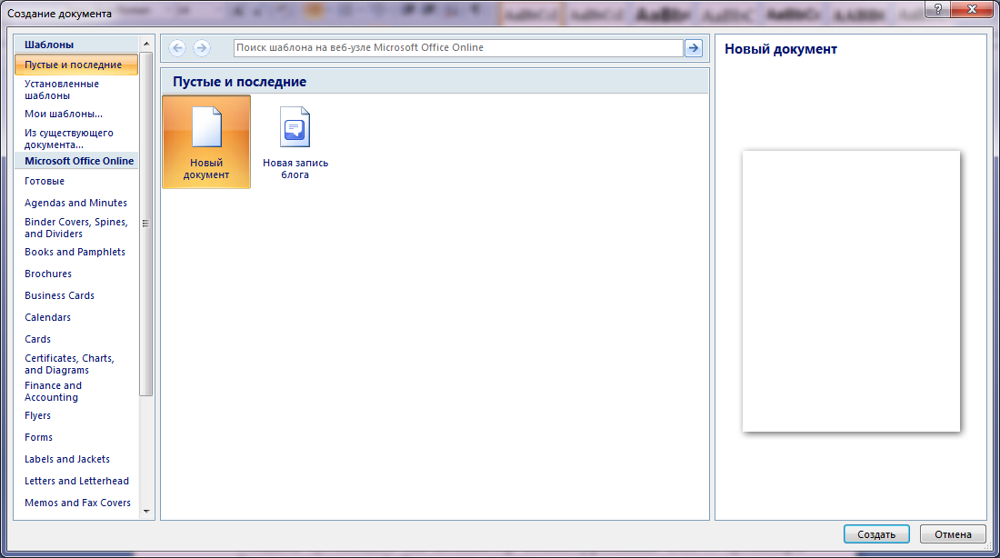 Создание документа
Шаблоны
Пустые и последние
Установленные
шаблоны
Мои шаблоны...
Из существующего
документа...
Microsoft Office Online
Готовые
Agendas and Minutes
Binder Covers, Spines,
and Dividers
Books and Pamphlets
Brochures
Business Cards
Calendars
Cards
Certificates, Charts,
and Diagrams
Finance and
Accounting
Flyers
Forms
Labels and Jackets
Letters and Letterhead
Memos and Fax Covers
Поиск шаблона на веб-узле Microsoft Office Online
Пустые и последние
Новый
документ
Новая запись
блога
Новый документ
Создать
Отмена